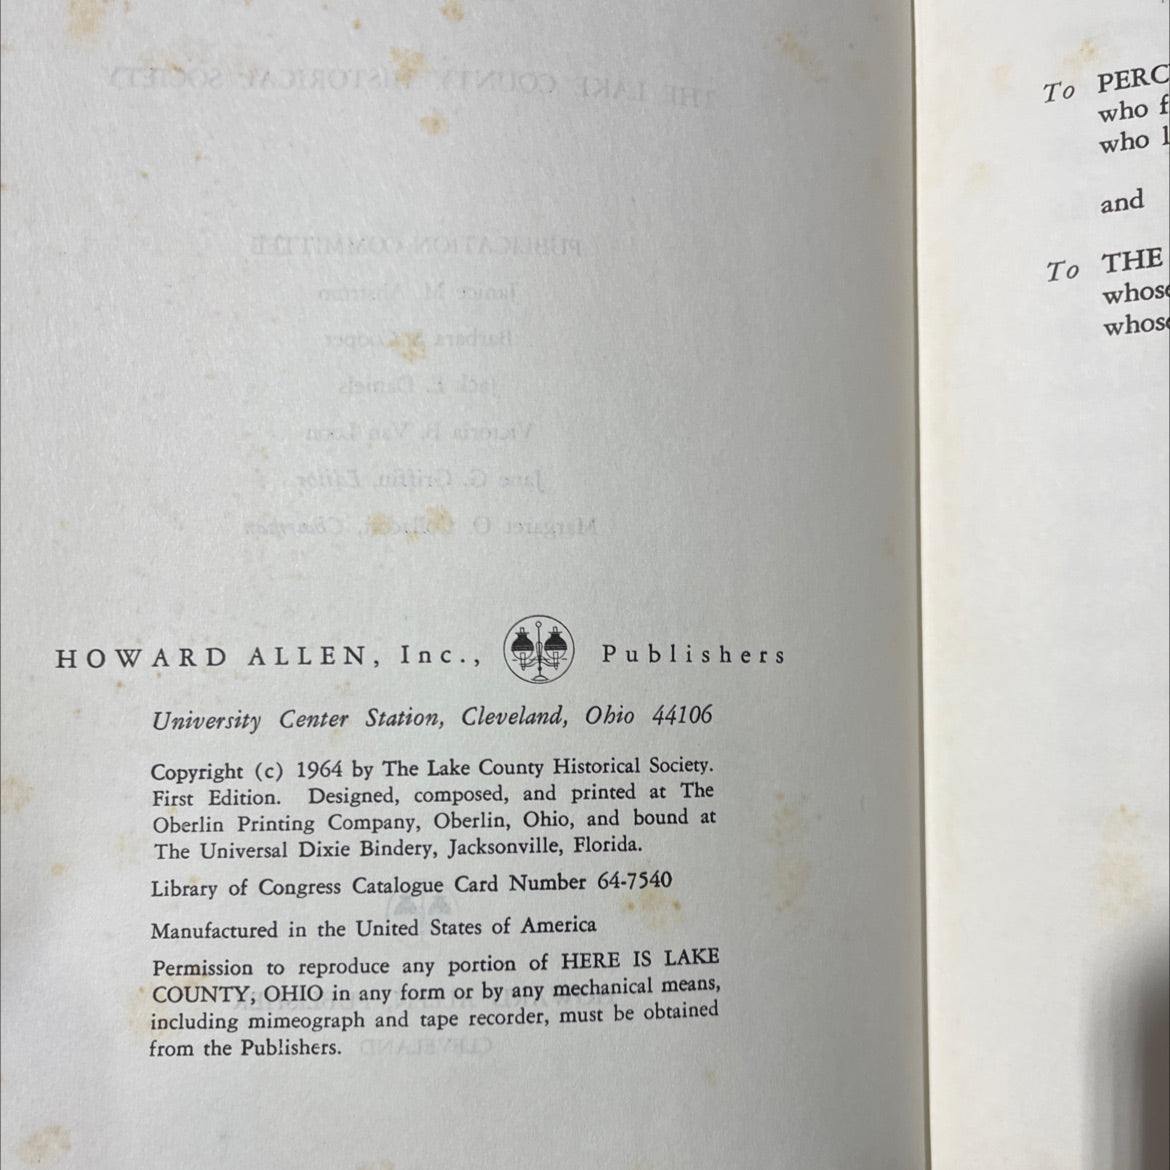 HOWARD ALLEN, Inc., Publishers
University Center Station, Cleveland, Ohio 44106
Copyright (c) 1964 by The Lake County Historical Society.
First Edition. Designed, composed, and printed at The
Oberlin Printing Company, Oberlin, Ohio, and bound at
The Universal Dixie Bindery, Jacksonville, Florida.
Library of Congress Catalogue Card Number 64-7540
Manufactured in the United States of America
Permission to reproduce any portion of HERE IS LAKE
COUNTY, OHIO in any form or by any mechanical means,
including mimeograph and tape recorder, must be obtained
from the Publishers.
To
who
who
and
To THE